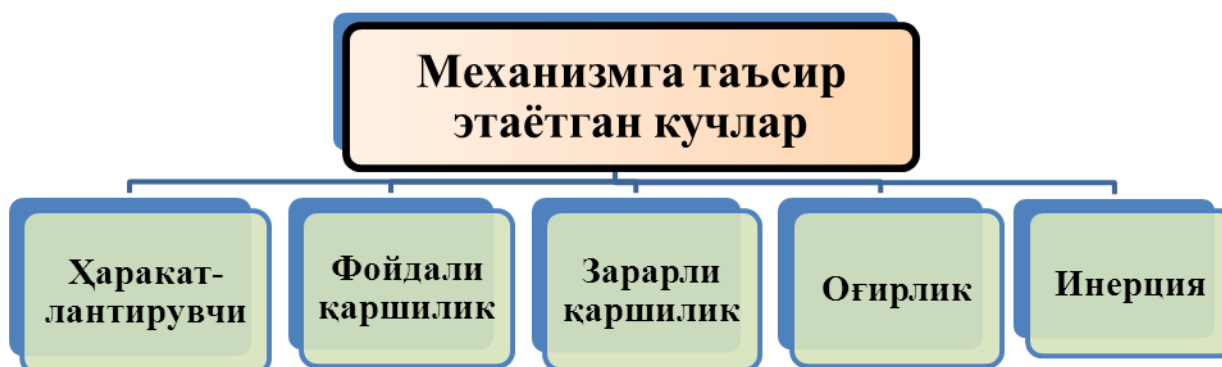 Механизмга таъсир
этаётган кучлар
Ҳаракат-
лантирувчи
Фойдали
қаршилик
Зарарли
қаршилик
Оғирлик
Инерция